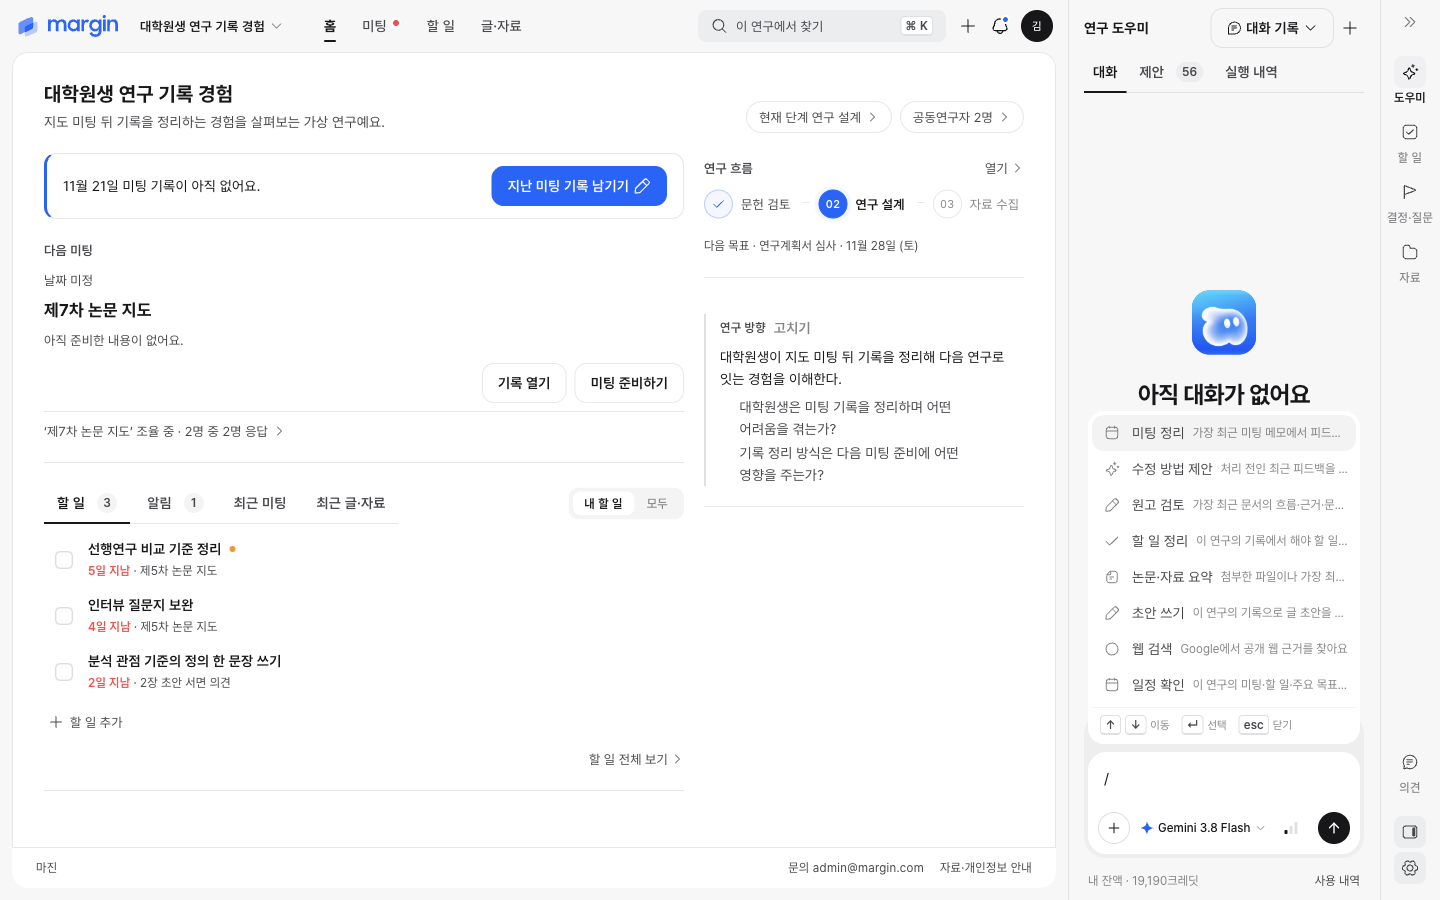 margin
대학원생 연구 기록 경험
홈 미팅 할 일 글·자료
이 연구에서 찾기 ⌘ K
김
대학원생 연구 기록 경험
지도 미팅 뒤 기록을 정리하는 경험을 살펴보는 가상 연구예요.
현재 단계 연구 설계
공동연구자 2명
11월 21일 미팅 기록이 아직 없어요.
지난 미팅 기록 남기기
다음 미팅
날짜 미정
제7차 논문 지도
아직 준비한 내용이 없어요.
기록 열기 미팅 준비하기
‘제7차 논문 지도’ 조율 중 · 2명 중 2명 응답
할 일 3 알림 1 최근 미팅 최근 글·자료
내 할 일 모두
선행연구 비교 기준 정리
5일 지남 · 제5차 논문 지도
인터뷰 질문지 보완
4일 지남 · 제5차 논문 지도
분석 관점 기준의 정의 한 문장 쓰기
2일 지남 · 2장 초안 서면 의견
할 일 추가
할 일 전체 보기
연구 흐름 열기
문헌 검토 02 연구 설계 03 자료 수집
다음 목표 · 연구계획서 심사 · 11월 28일 (토)
연구 방향 고치기
대학원생이 지도 미팅 뒤 기록을 정리해 다음 연구로
잇는 경험을 이해한다.
대학원생은 미팅 기록을 정리하며 어떤
어려움을 겪는가?
기록 정리 방식은 다음 미팅 준비에 어떤
영향을 주는가?
마진
문의 admin@margin.com 자료·개인정보 안내
연구 도우미
대화 기록
대화 제안 56 실행 내역
아직 대화가 없어요
미팅 정리 가장 최근 미팅 메모에서 피드...
수정 방법 제안 처리 전인 최근 피드백을 ...
원고 검토 가장 최근 문서의 흐름·근거·문...
할 일 정리 이 연구의 기록에서 해야 할 일...
논문·자료 요약 첨부한 파일이나 가장 최...
초안 쓰기 이 연구의 기록으로 글 초안을 ...
웹 검색 Google에서 공개 웹 근거를 찾아요
일정 확인 이 연구의 미팅·할 일·주요 목표...
↑ ↓ 이동 ↵ 선택 esc 닫기
/
Gemini 3.8 Flash
내 잔액 · 19,190크레딧 사용 내역
도우미
할 일
결정·질문
자료
의견